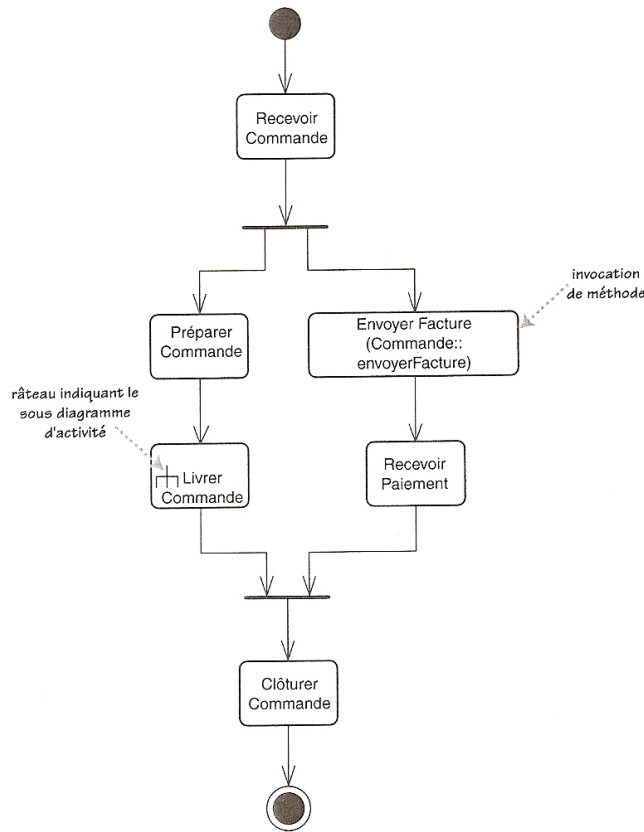 Recevoir
Commande
invocation
de méthode
Préparer
Commande
Envoyer Facture
(Commande::
envoyerFacture)
râteau indiquant le
sous diagramme
d'activité
Livrer
Commande
Recevoir
Paiement
Clôturer
Commande